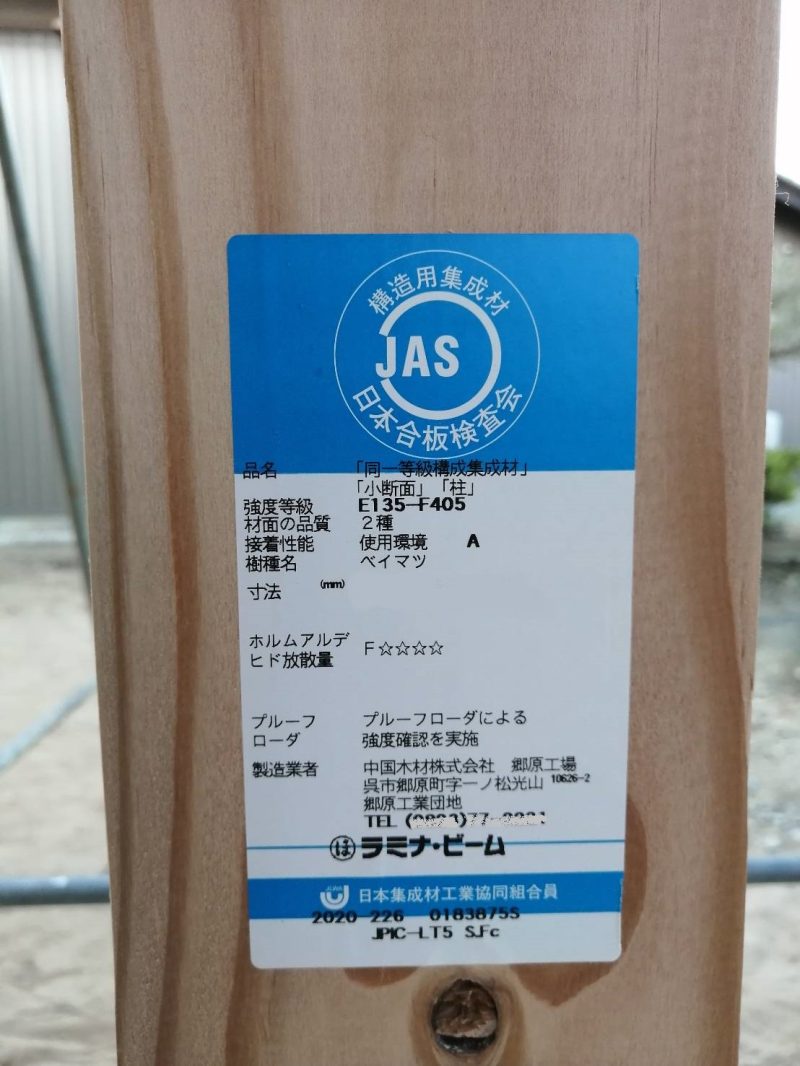 構造用集成材
JAS
日本合板検査会
品名 「同一等級構成集成材」
「小断面」「柱」
強度等級 E135-F405
材面の品質 2種
接着性能 使用環境 A
樹種名 ベイマツ
寸法 (mm)
ホルムアルデ
ヒド放散量 F☆☆☆☆
プルーフ プルーフローダによる
ローダ 強度確認を実施
製造業者 中国木材株式会社 郷原工場
呉市郷原町字一ノ松光山 10626-2
郷原工業団地
TEL
ほ ラミナ・ビーム
JLWA 日本集成材工業協同組合員
2020-226 0183875S
JPIC-LT5 S.Fc